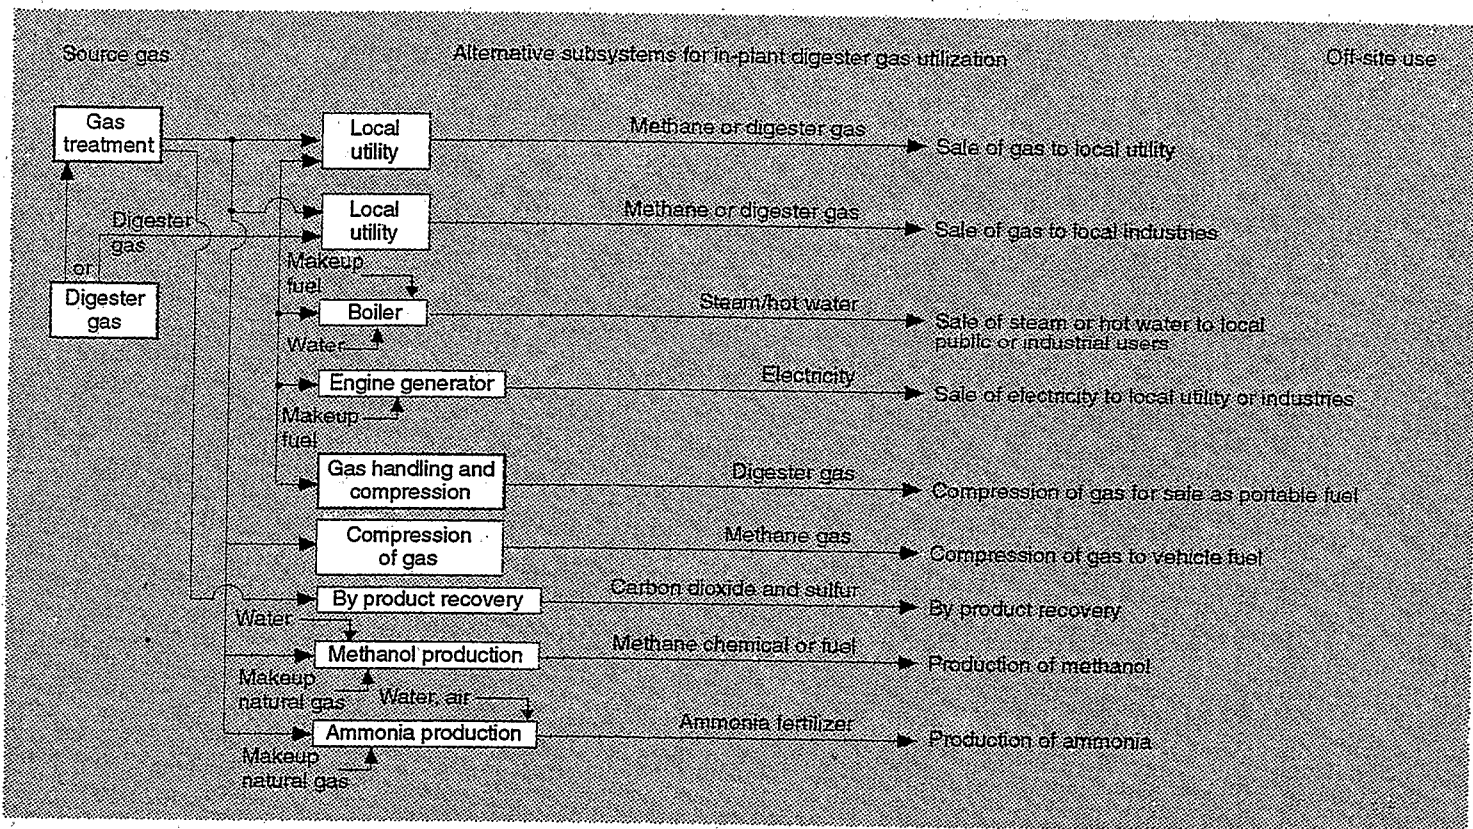 Source gas
Alternative subsystems for in-plant digester gas utilization
Off-site use
Gas
treatment
Local
utility
Methane or digester gas
Sale of gas to local utility
Digester
gas
Local
utility
Methane or digester gas
Sale of gas to local industries
or
Digester
gas
Makeup
fuel
Boiler
Water
Steam/hot water
Sale of steam or hot water to local
public or industrial users
Engine generator
Makeup
fuel
Electricity
Sale of electricity to local utility or industries
Gas handling and
compression
Digester gas
Compression of gas for sale as portable fuel
Compression
of gas
Methane gas
Compression of gas to vehicle fuel
By product recovery
Carbon dioxide and sulfur
By product recovery
Water
Methanol production
Methane chemical or fuel
Production of methanol
Makeup
natural gas
Water, air
Ammonia production
Ammonia fertilizer
Production of ammonia
Makeup
natural gas